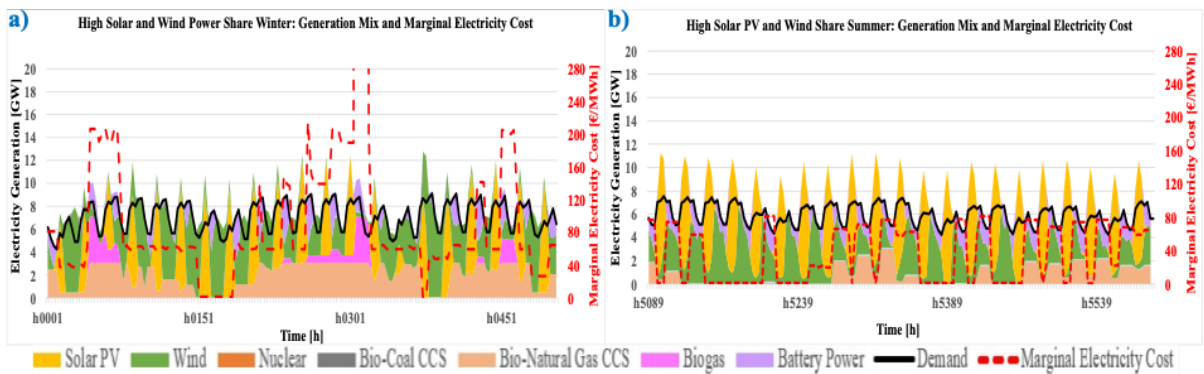 a)
High Solar and Wind Power Share Winter: Generation Mix and Marginal Electricity Cost
Electricity Generation [GW]
20
18
16
14
12
10
8
6
4
2
0
280
240
200
160
120
80
40
0
Marginal Electricity Cost [€/MWh]
h0001
h0151
h0301
h0451
Time [h]
b)
High Solar PV and Wind Share Summer: Generation Mix and Marginal Electricity Cost
Electricity Generation [GW]
20
18
16
14
12
10
8
6
4
2
0
280
240
200
160
120
80
40
0
Marginal Electricity Cost [€/MWh]
h5089
h5239
h5389
h5539
Time [h]
Solar PV Wind Nuclear Bio-Coal CCS Bio-Natural Gas CCS Biogas Battery Power Demand Marginal Electricity Cost